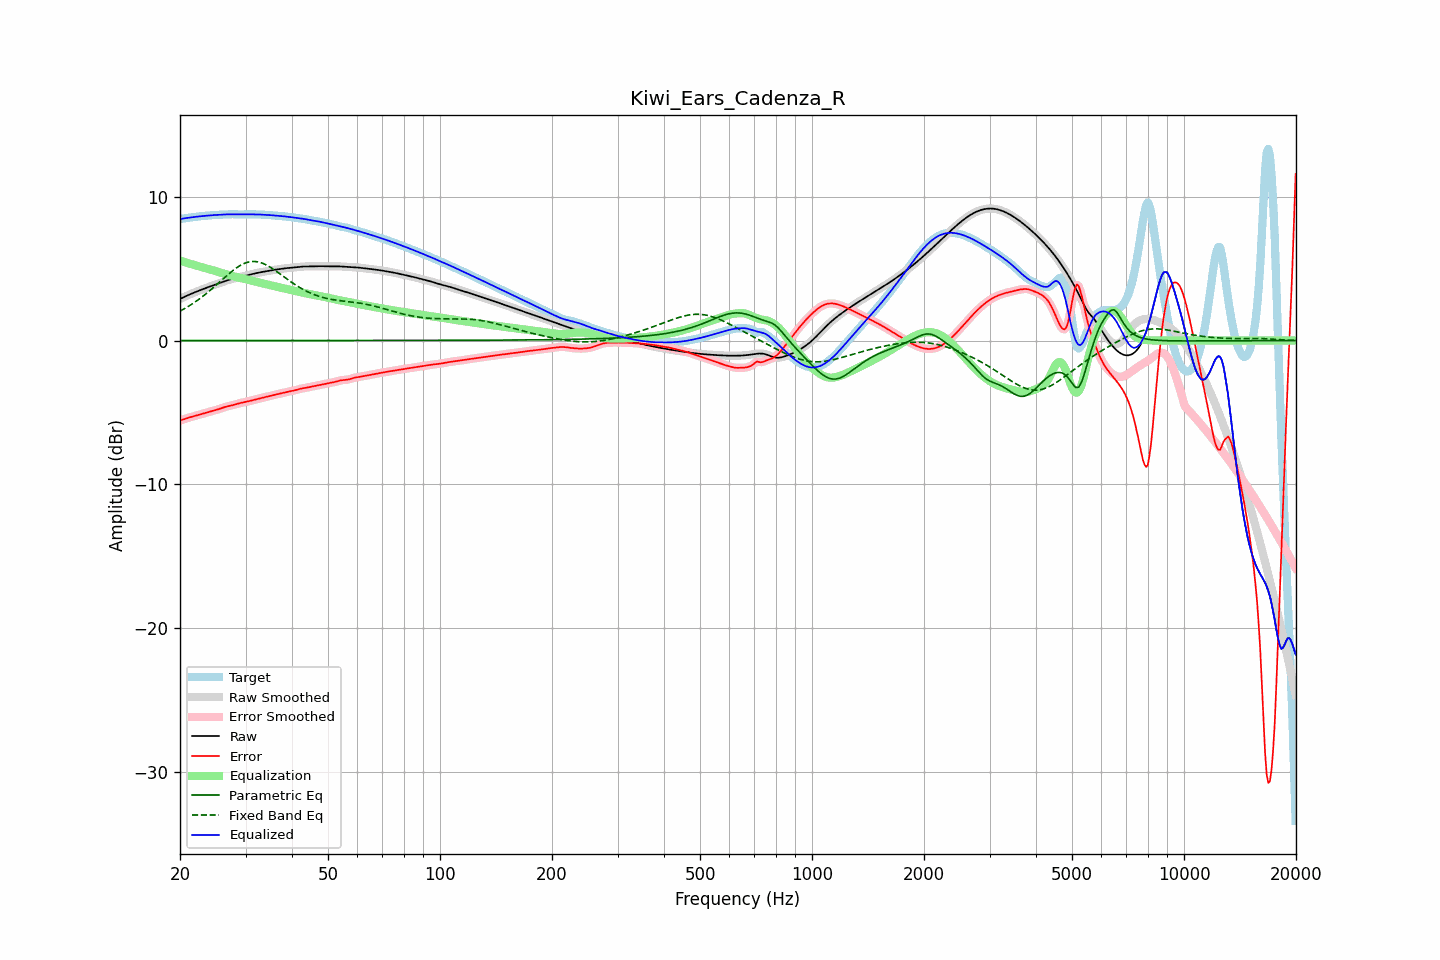 Kiwi_Ears_Cadenza_R
Amplitude (dBr)
10
0
−10
−20
−30
Target
Raw Smoothed
Error Smoothed
Raw
Error
Equalization
Parametric Eq
Fixed Band Eq
Equalized
20 50 100 200 500 1000 2000 5000 10000 20000
Frequency (Hz)